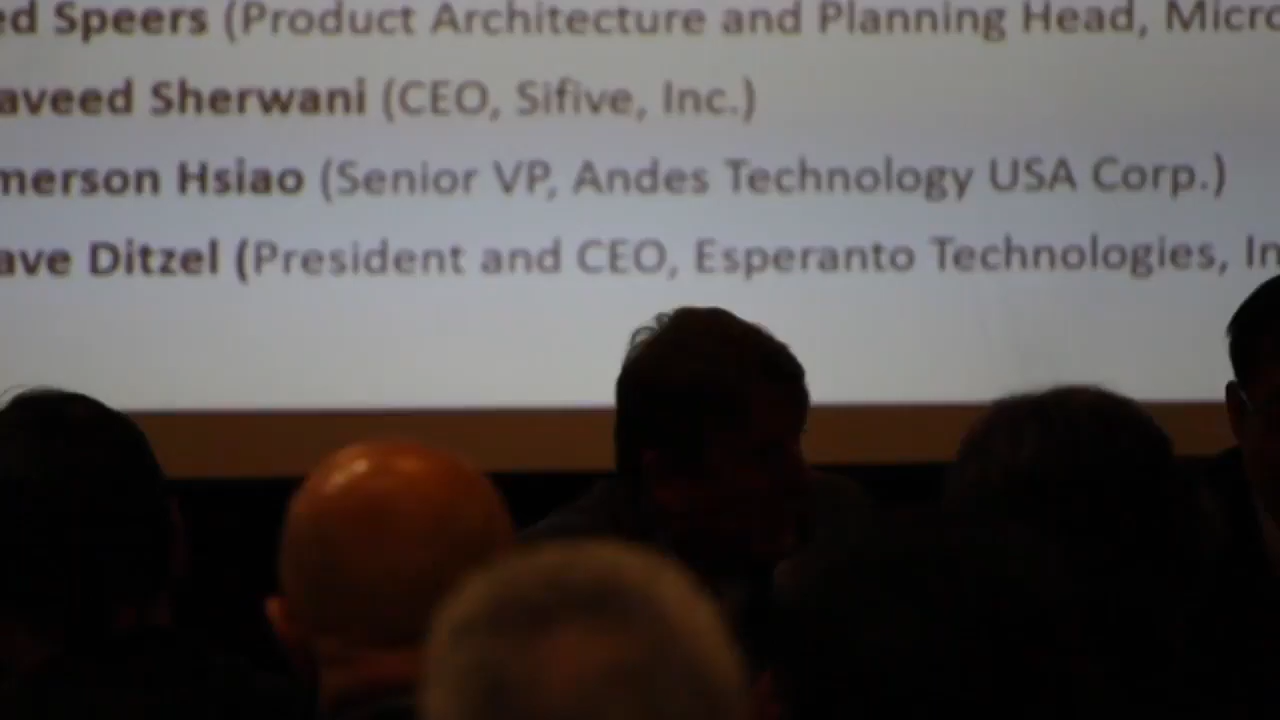 ed Speers (Product Architecture and Planning Head, Micro
aveed Sherwani (CEO, Sifive, Inc.)
merson Hsiao (Senior VP, Andes Technology USA Corp.)
ave Ditzel (President and CEO, Esperanto Technologies, In